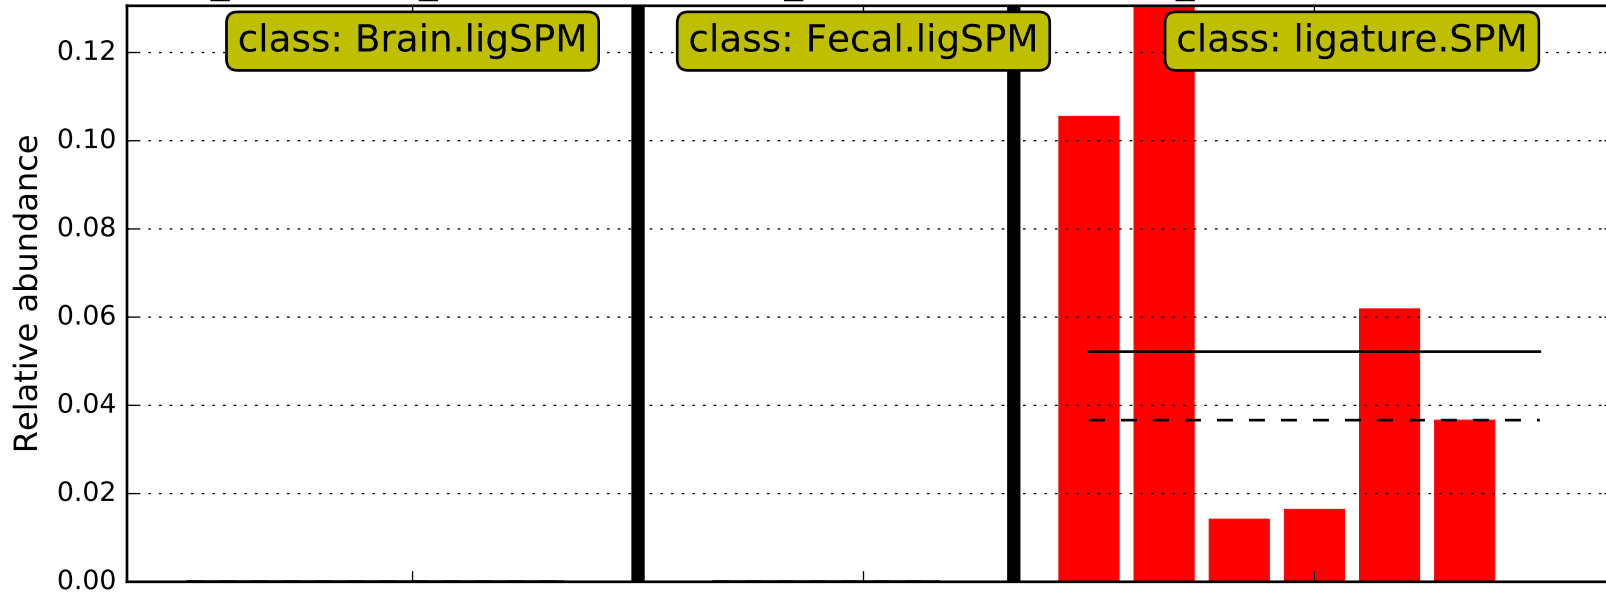 class: Brain.ligSPM
class: Fecal.ligSPM
class: ligature.SPM
Relative abundance
0.12
0.10
0.08
0.06
0.04
0.02
0.00